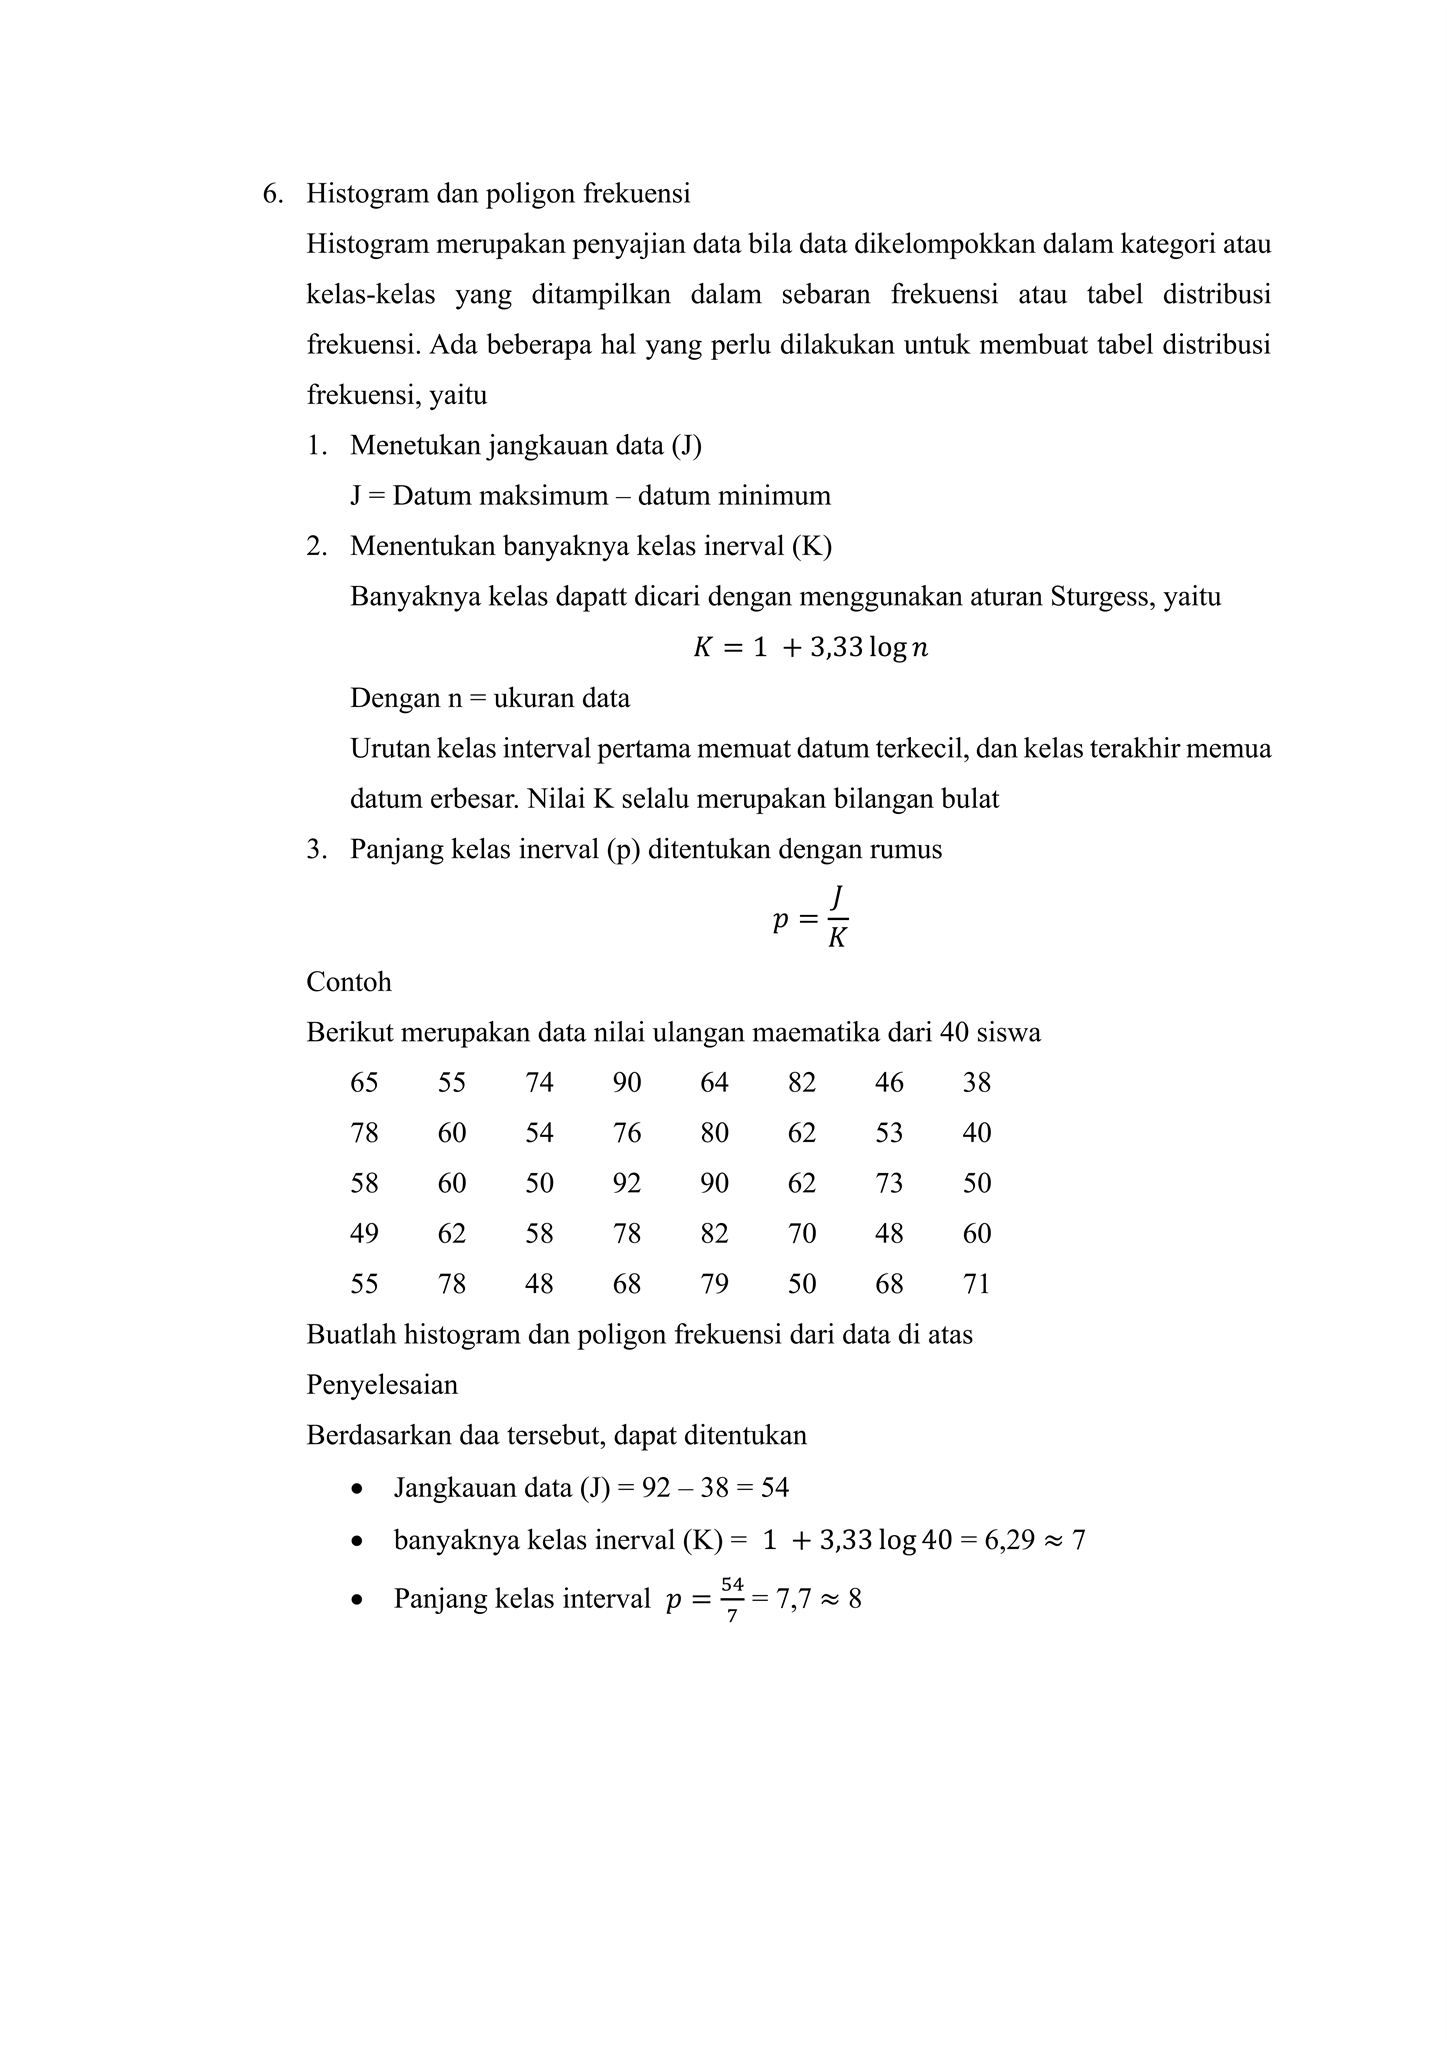 6. Histogram dan poligon frekuensi
Histogram merupakan penyajian data bila data dikelompokkan dalam kategori atau
kelas-kelas yang ditampilkan dalam sebaran frekuensi atau tabel distribusi
frekuensi. Ada beberapa hal yang perlu dilakukan untuk membuat tabel distribusi
frekuensi, yaitu
1. Menetukan jangkauan data (J)
J = Datum maksimum – datum minimum
2. Menentukan banyaknya kelas inerval (K)
Banyaknya kelas dapatt dicari dengan menggunakan aturan Sturgess, yaitu
K = 1 + 3,33 log n
Dengan n = ukuran data
Urutan kelas interval pertama memuat datum terkecil, dan kelas terakhir memua
datum erbesar. Nilai K selalu merupakan bilangan bulat
3. Panjang kelas inerval (p) ditentukan dengan rumus
p = J/K
Contoh
Berikut merupakan data nilai ulangan maematika dari 40 siswa
65 55 74 90 64 82 46 38
78 60 54 76 80 62 53 40
58 60 50 92 90 62 73 50
49 62 58 78 82 70 48 60
55 78 48 68 79 50 68 71
Buatlah histogram dan poligon frekuensi dari data di atas
Penyelesaian
Berdasarkan daa tersebut, dapat ditentukan
• Jangkauan data (J) = 92 – 38 = 54
• banyaknya kelas inerval (K) = 1 + 3,33 log 40 = 6,29 ≈ 7
• Panjang kelas interval p = 54/7 = 7,7 ≈ 8